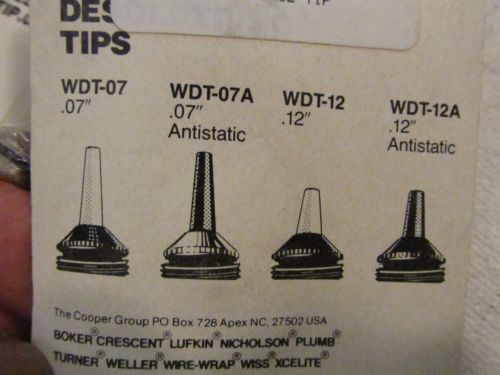 TIP
TIPS
WDT-07
.07"
WDT-07A
.07"
Antistatic
WDT-12
.12"
WDT-12A
.12"
Antistatic
The Cooper Group PO Box 728 Apex NC, 27502 USA
BOKER® CRESCENT® LUFKIN® NICHOLSON® PLUMB®
TURNER® WELLER® WIRE-WRAP® WISS® XCELITE®